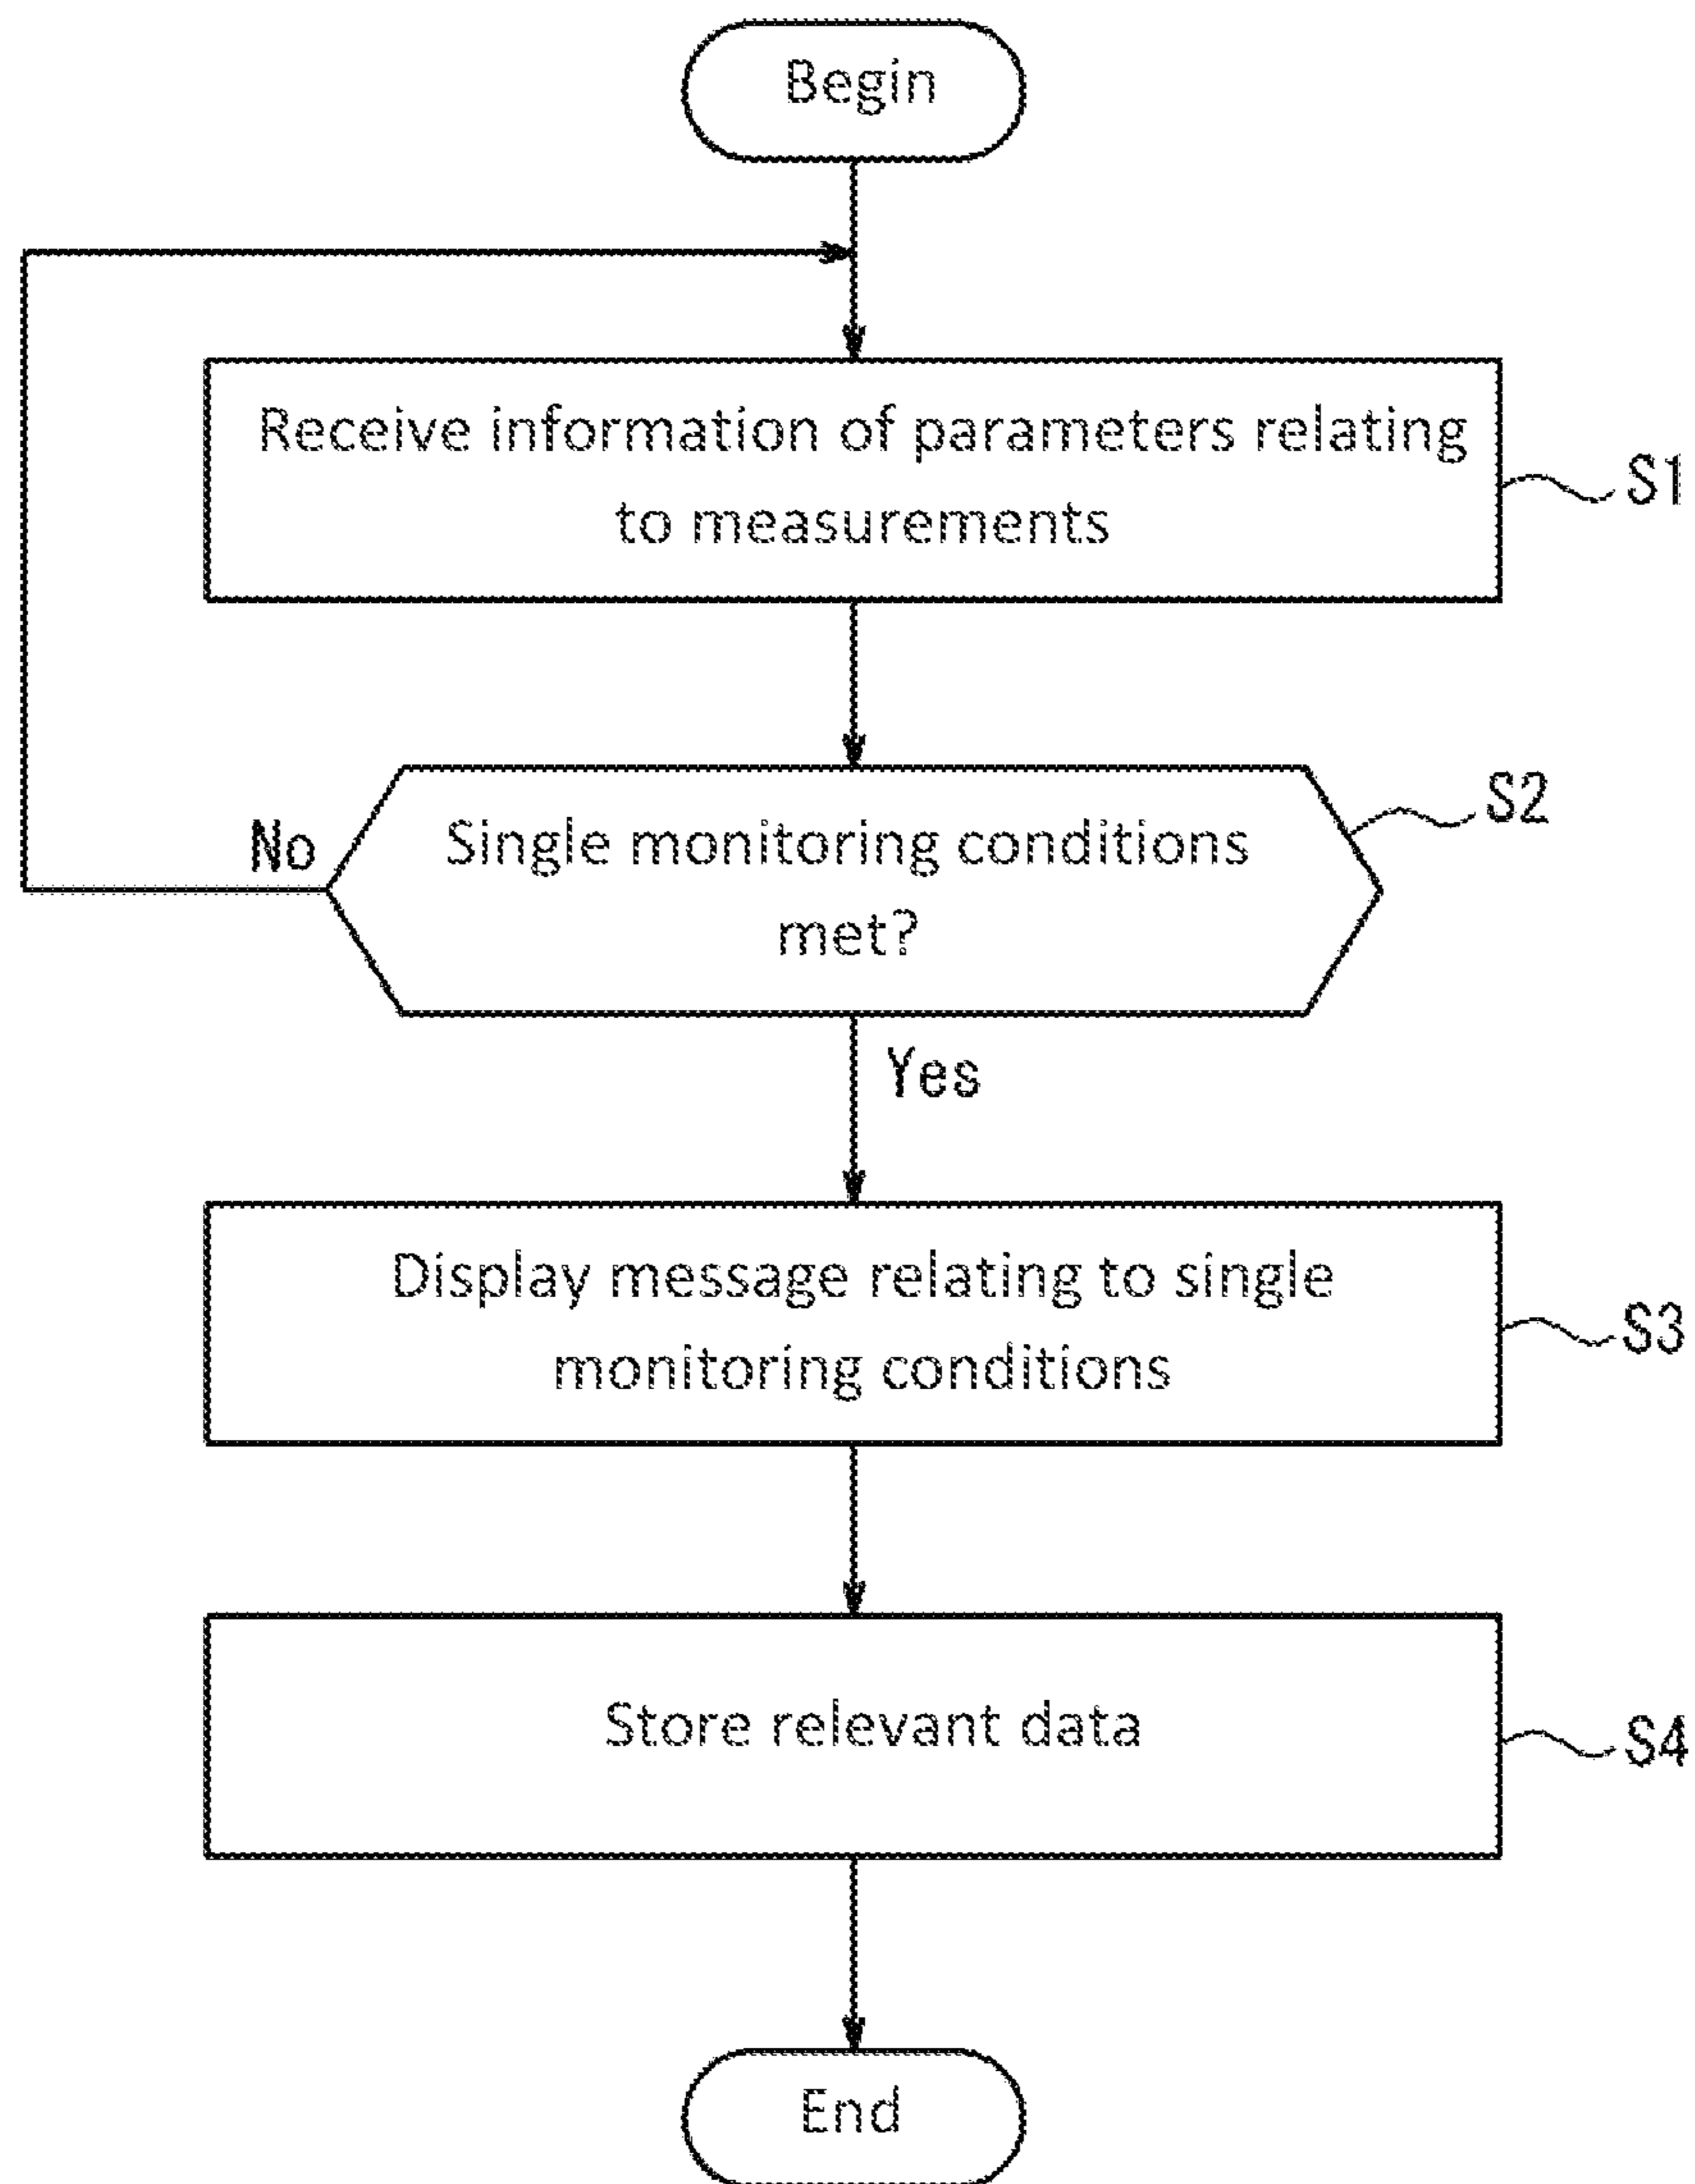 Begin
Receive information of parameters relating
to measurements
S1
Single monitoring conditions
met?
S2
No
Yes
Display message relating to single
monitoring conditions
S3
Store relevant data
S4
End